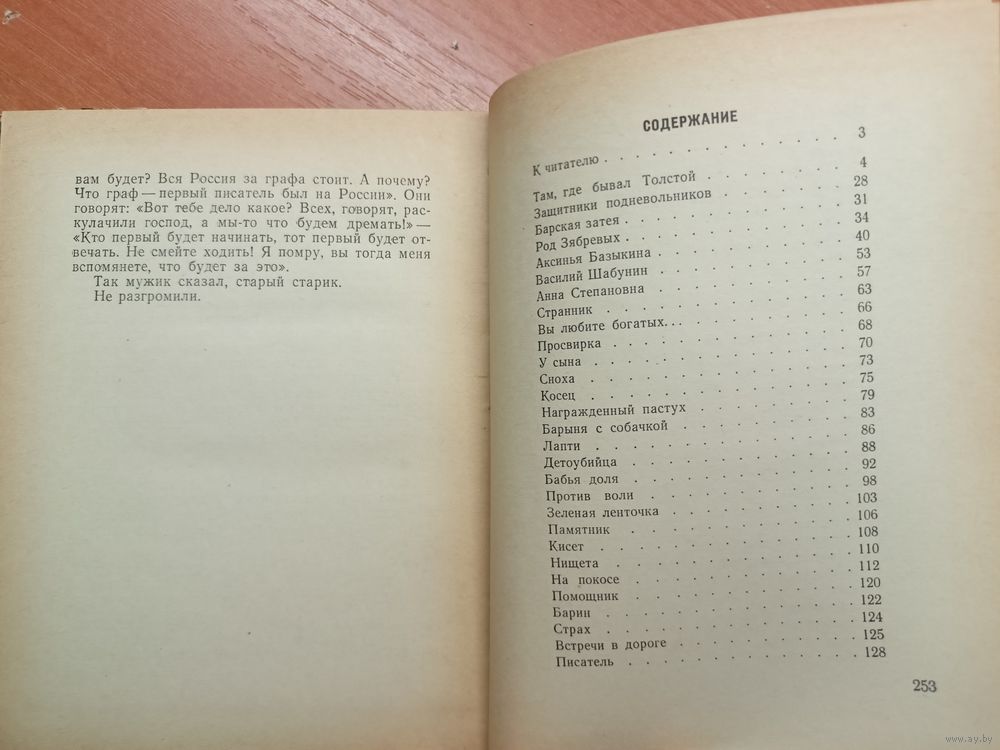 вам будет? Вся Россия за графа стоит. А почему?
Что граф — первый писатель был на России». Они
говорят: «Вот тебе дело какое? Всех, говорят, рас-
кулачили господ, а мы-то что будем дремать!» —
«Кто первый будет начинать, тот первый будет от-
вечать. Не смейте ходить! Я помру, вы тогда меня
вспомянете, что будет за это».
Так мужик сказал, старый старик.
Не разгромили.
СОДЕРЖАНИЕ
К читателю . . . . . . . . . . 3
Там, где бывал Толстой . . . . . . . 4
Защитники подневольников . . . . . . 28
Барская затея . . . . . . . . . 31
Род Зябревых . . . . . . . . . 34
Аксинья Базыкина . . . . . . . . 40
Василий Шабунин . . . . . . . . 53
Анна Степановна . . . . . . . . 57
Странник . . . . . . . . . . 63
Вы любите богатых. . . . . . . . . 66
Просвирка . . . . . . . . . . 68
У сына . . . . . . . . . . . 70
Сноха . . . . . . . . . . . 73
Косец . . . . . . . . . . . 75
Награжденный пастух . . . . . . . 79
Барыня с собачкой . . . . . . . . 83
Лапти . . . . . . . . . . . 86
Детоубийца . . . . . . . . . . 88
Бабья доля . . . . . . . . . . 92
Против воли . . . . . . . . . . 98
Зеленая ленточка . . . . . . . . 103
Памятник . . . . . . . . . . 106
Кисет . . . . . . . . . . . 108
Нищета . . . . . . . . . . . 110
На покосе . . . . . . . . . . 112
Помощник . . . . . . . . . . 120
Барин . . . . . . . . . . . 122
Страх . . . . . . . . . . . 124
Встречи в дороге . . . . . . . . 125
Писатель . . . . . . . . . . 128
253
www.ay.by